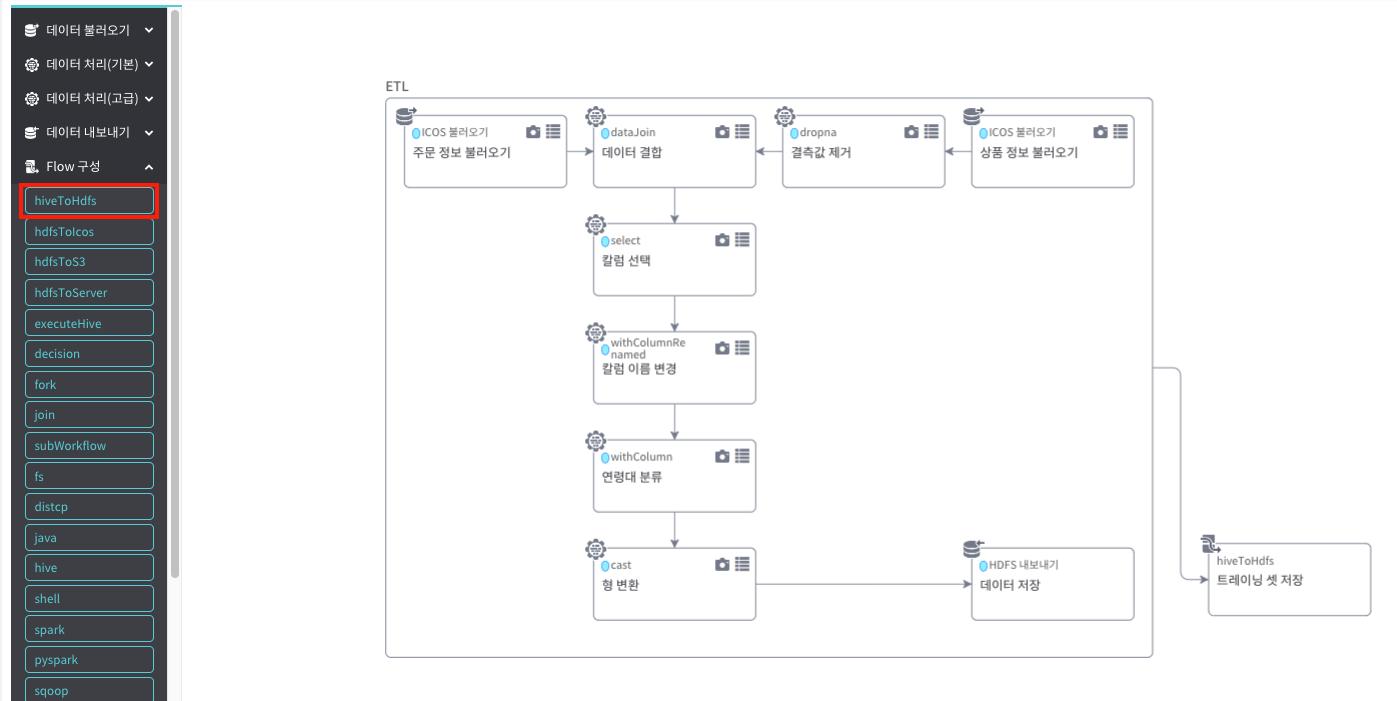 데이터 불러오기
데이터 처리(기본)
데이터 처리(고급)
데이터 내보내기
Flow 구성
hiveToHdfs
hdfsToIcos
hdfsToS3
hdfsToServer
executeHive
decision
fork
join
subWorkflow
fs
distcp
java
hive
shell
spark
pyspark
sqoop
ETL
ICOS 불러오기
주문 정보 불러오기
dataJoin
데이터 결합
dropna
결측값 제거
ICOS 불러오기
상품 정보 불러오기
select
칼럼 선택
withColumnRe
named
칼럼 이름 변경
withColumn
연령대 분류
cast
형 변환
HDFS 내보내기
데이터 저장
hiveToHdfs
트레이닝 셋 저장